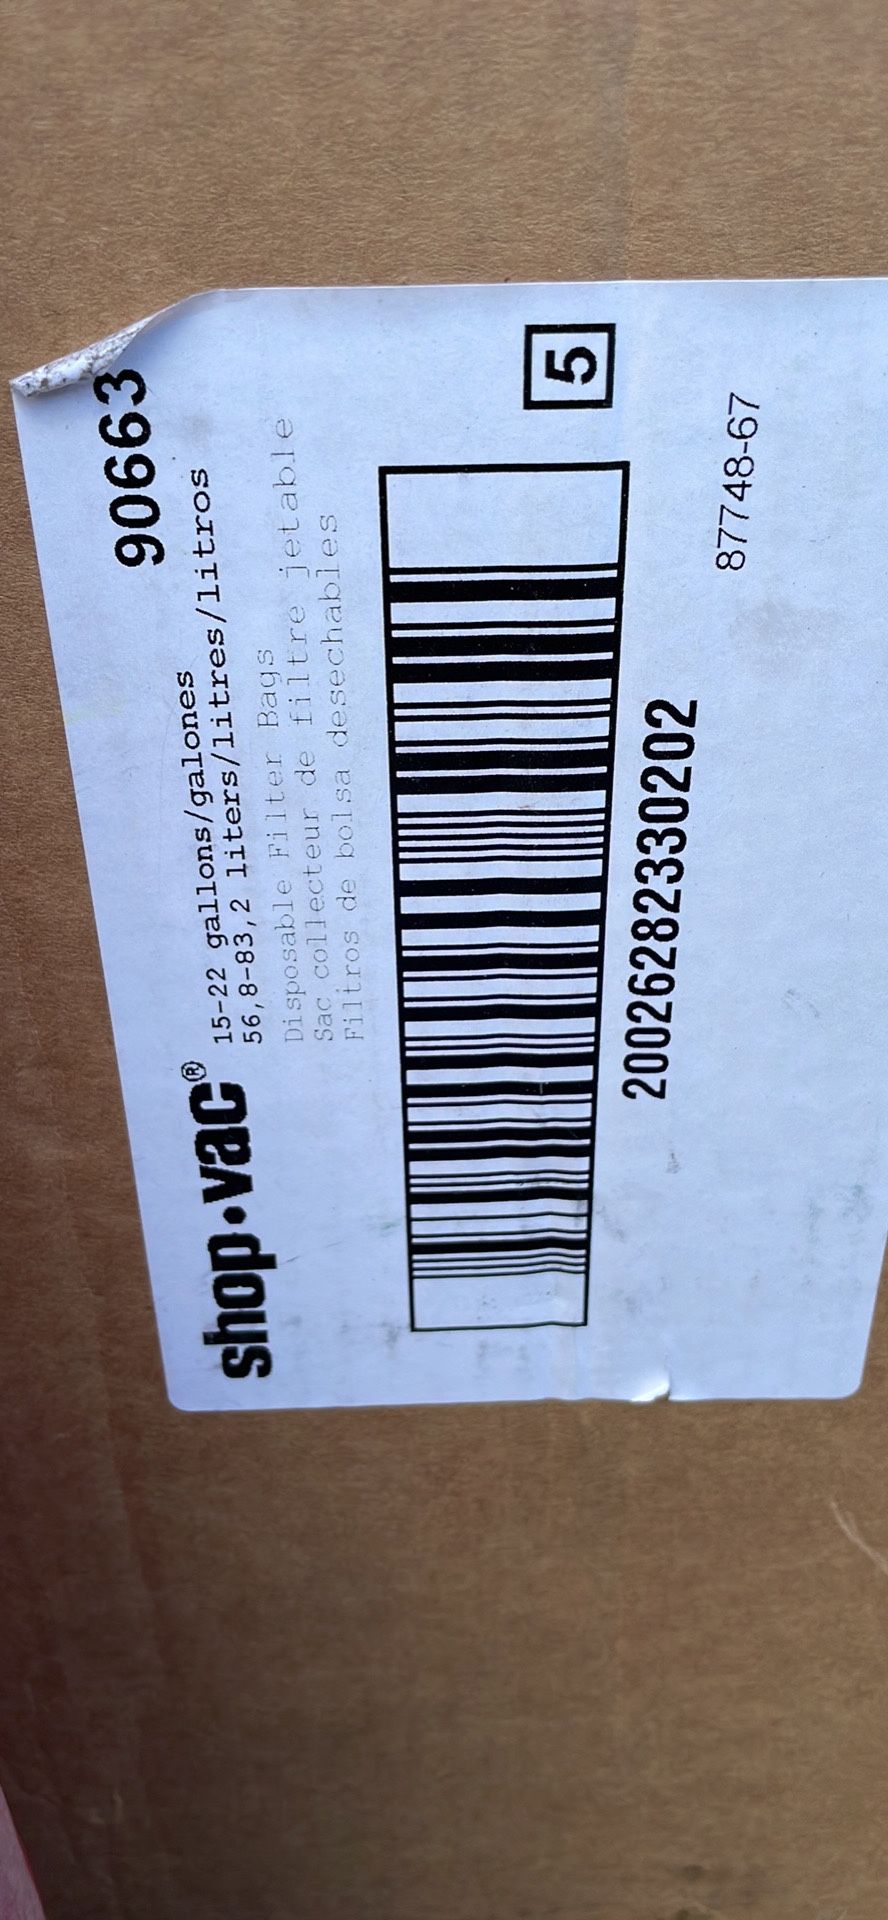 90663
shop·vac®
15-22 gallons/galones
56,8-83,2 liters/litres/litros
Disposable Filter Bags
Sac collecteur de filtre jetable
Filtros de bolsa desechables
5
20026282330202
87748-67